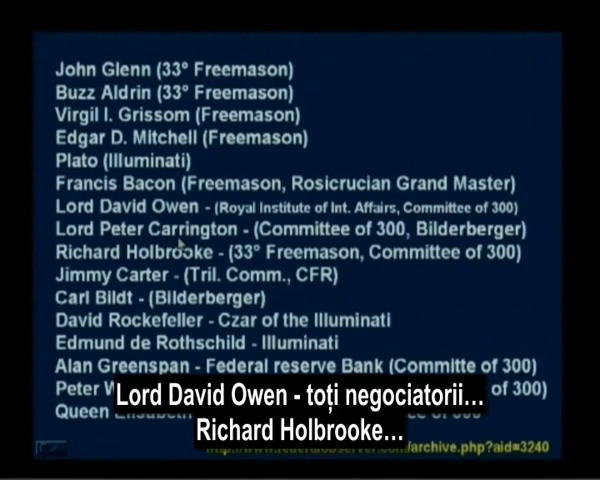 John Glenn (33° Freemason)
Buzz Aldrin (33° Freemason)
Virgil I. Grissom (Freemason)
Edgar D. Mitchell (Freemason)
Plato (Illuminati)
Francis Bacon (Freemason, Rosicrucian Grand Master)
Lord David Owen - (Royal Institute of Int. Affairs, Committee of 300)
Lord Peter Carrington - (Committee of 300, Bilderberger)
Richard Holbrooke - (33° Freemason, Committee of 300)
Jimmy Carter - (Tril. Comm., CFR)
Carl Bildt - (Bilderberger)
David Rockefeller - Czar of the Illuminati
Edmund de Rothschild - Illuminati
Alan Greenspan - Federal reserve Bank (Committe of 300)
Peter of 300)
Queen
Lord David Owen - toți negociatorii...
Richard Holbrooke...
/archive.php?aid=3240